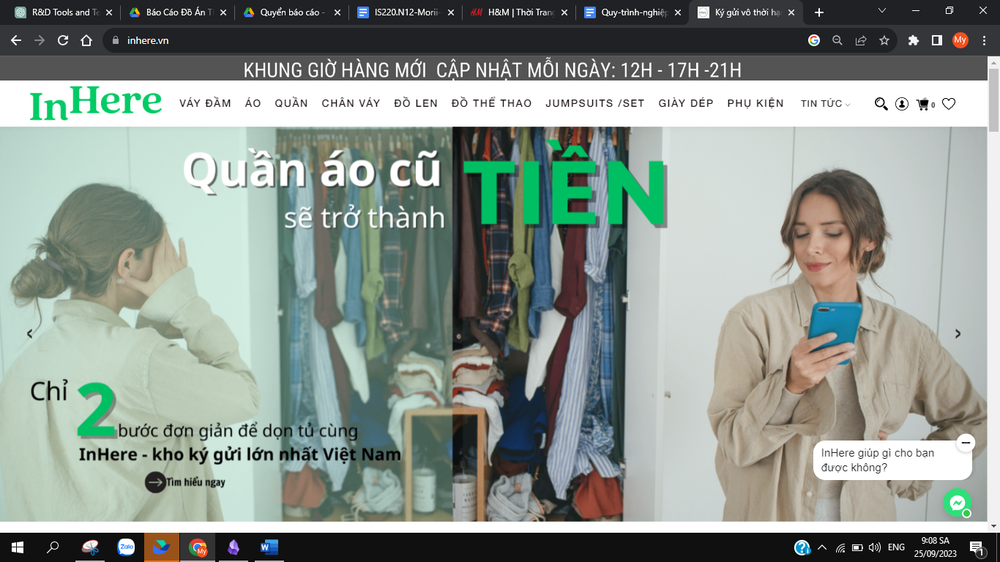 R&D Tools and Te
Báo Cáo Đồ Án Th
Quyển báo cáo -
IS220.N12-Morii-
H&M | Thời Trang
Quy-trình-nghiệp
Ký gửi vô thời hạ
inhere.vn
My
KHUNG GIỜ HÀNG MỚI CẬP NHẬT MỖI NGÀY: 12H - 17H -21H
InHere
VÁY ĐẦM ÁO QUẦN CHÂN VÁY ĐỒ LEN ĐỒ THỂ THAO JUMPSUITS /SET GIÀY DÉP PHỤ KIỆN TIN TỨC 0
Quần áo cũ TIỀN
sẽ trở thành
Chỉ 2
bước đơn giản để dọn tủ cùng
InHere - kho ký gửi lớn nhất Việt Nam
Tìm hiểu ngay
InHere giúp gì cho bạn
được không?
Zalo
My
ENG
9:08 SA
25/09/2023
1